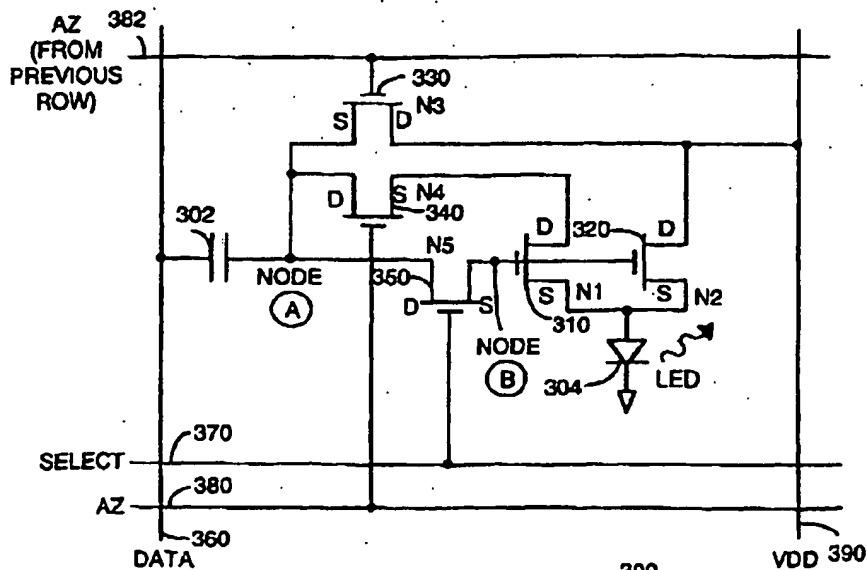 AZ 382
(FROM
PREVIOUS
ROW)
330
S D N3
D S N4
340
302
320 D
N5
NODE
A
350
D S
D
S N1
310
S N2
NODE
B
304
LED
SELECT 370
AZ 380
360
DATA
VDD 390